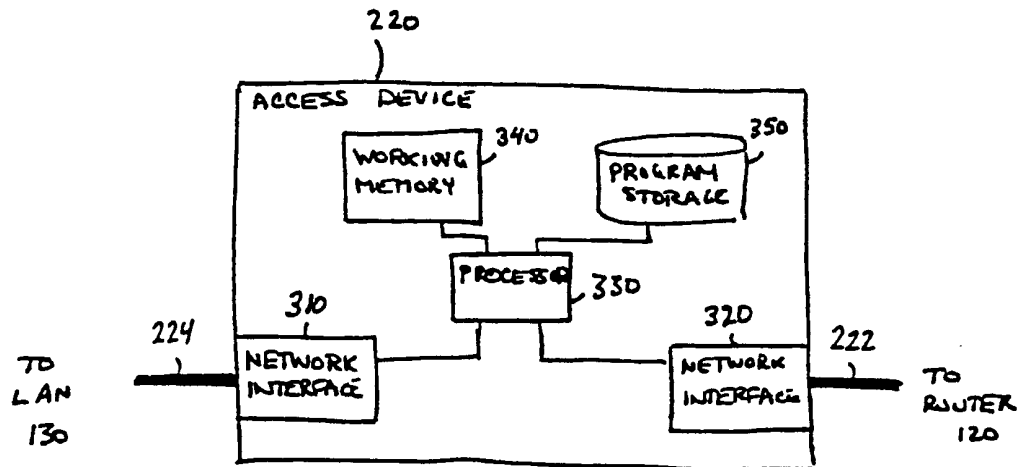 220
ACCESS DEVICE
340
WORKING
MEMORY
350
PROGRAM
STORAGE
PROCESSOR
330
310
NETWORK
INTERFACE
320
NETWORK
INTERFACE
224
TO
LAN
130
222
TO
ROUTER
120